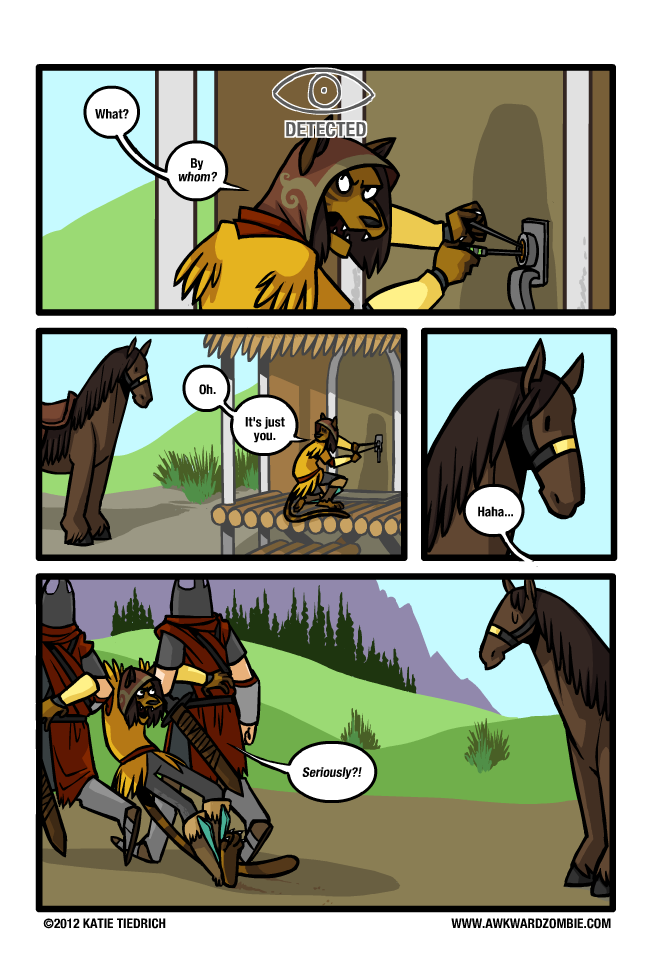 DETECTED
What?
By
whom?
Oh.
It's just
you.
Haha...
Seriously?!
©2012 KATIE TIEDRICH
WWW.AWKWARDZOMBIE.COM